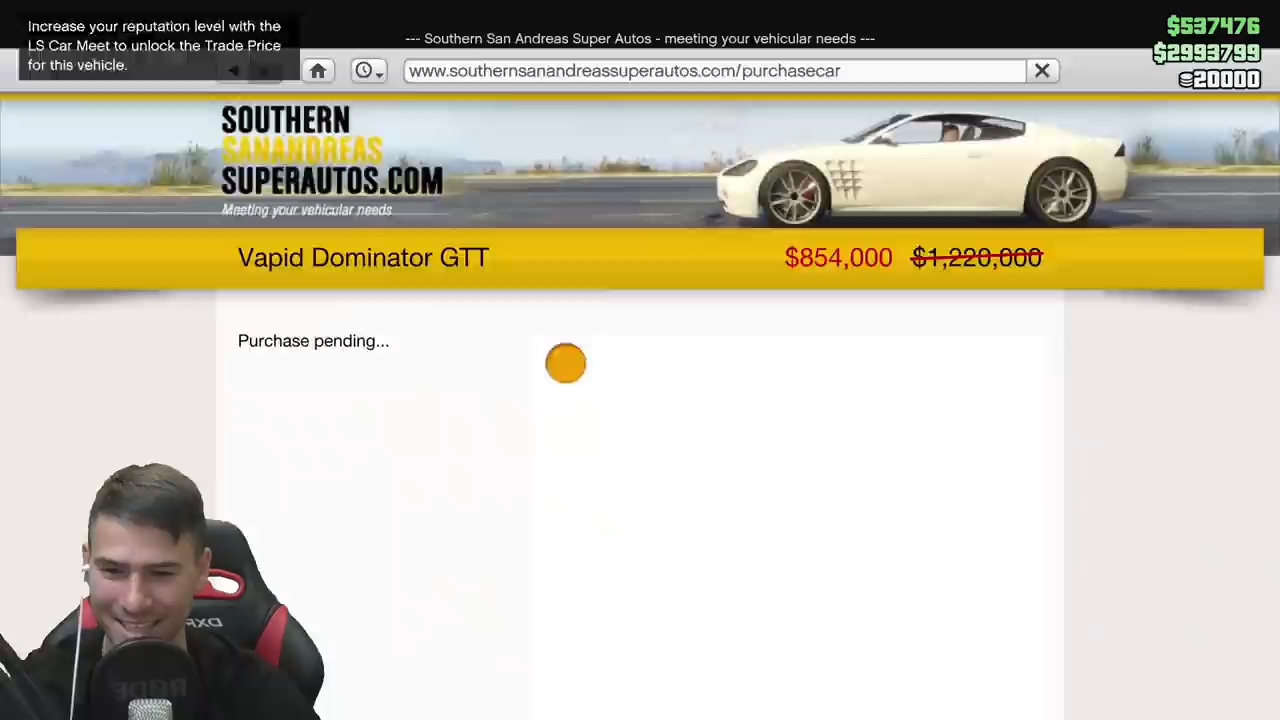 Increase your reputation level with the
LS Car Meet to unlock the Trade Price
for this vehicle.
--- Southern San Andreas Super Autos - meeting your vehicular needs ---
$537476
$2993799
20000
www.southernsanandreassuperautos.com/purchasecar
SOUTHERN
SANANDREAS
SUPERAUTOS.COM
Meeting your vehicular needs
Vapid Dominator GTT
$854,000 $1,220,000
Purchase pending...